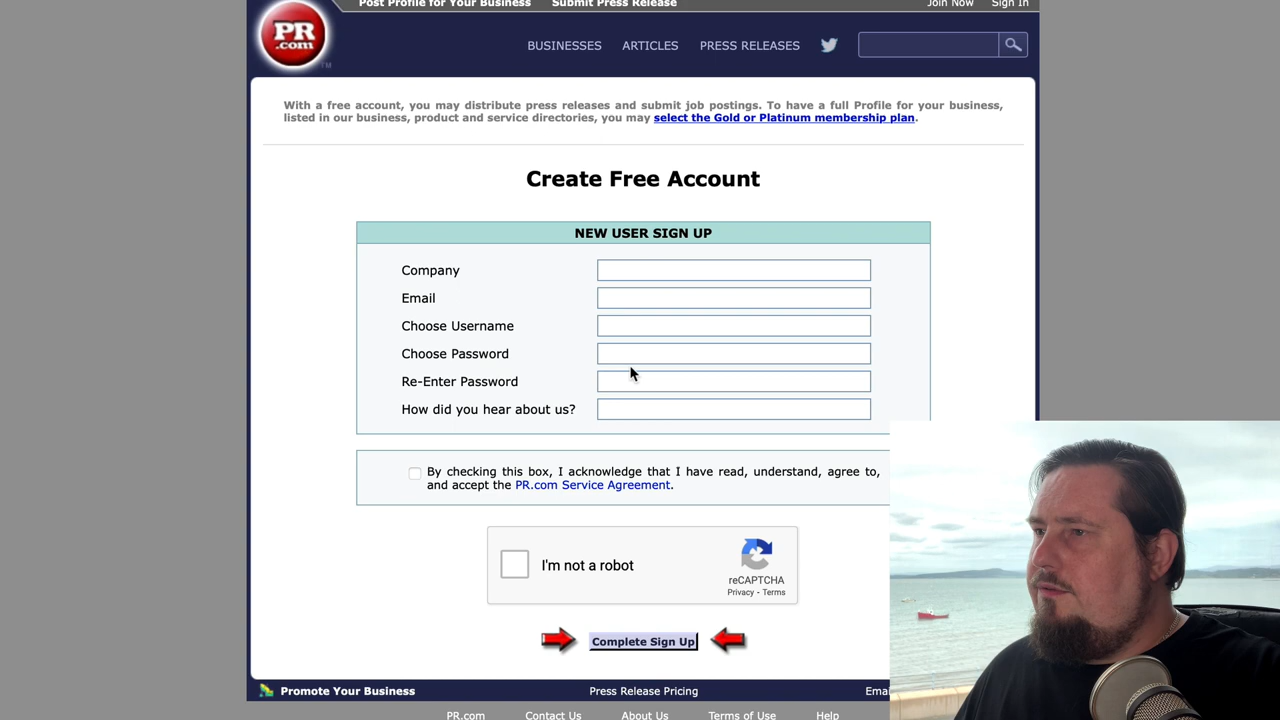 Post Profile for Your Business Submit Press Release Join Now Sign In
PR
.com
TM
BUSINESSES ARTICLES PRESS RELEASES
With a free account, you may distribute press releases and submit job postings. To have a full Profile for your business,
listed in our business, product and service directories, you may select the Gold or Platinum membership plan.
Create Free Account
NEW USER SIGN UP
Company
Email
Choose Username
Choose Password
Re-Enter Password
How did you hear about us?
By checking this box, I acknowledge that I have read, understand, agree to,
and accept the PR.com Service Agreement.
I'm not a robot
reCAPTCHA
Privacy - Terms
Complete Sign Up
Promote Your Business Press Release Pricing
PR.com Contact Us About Us Terms of Use Help